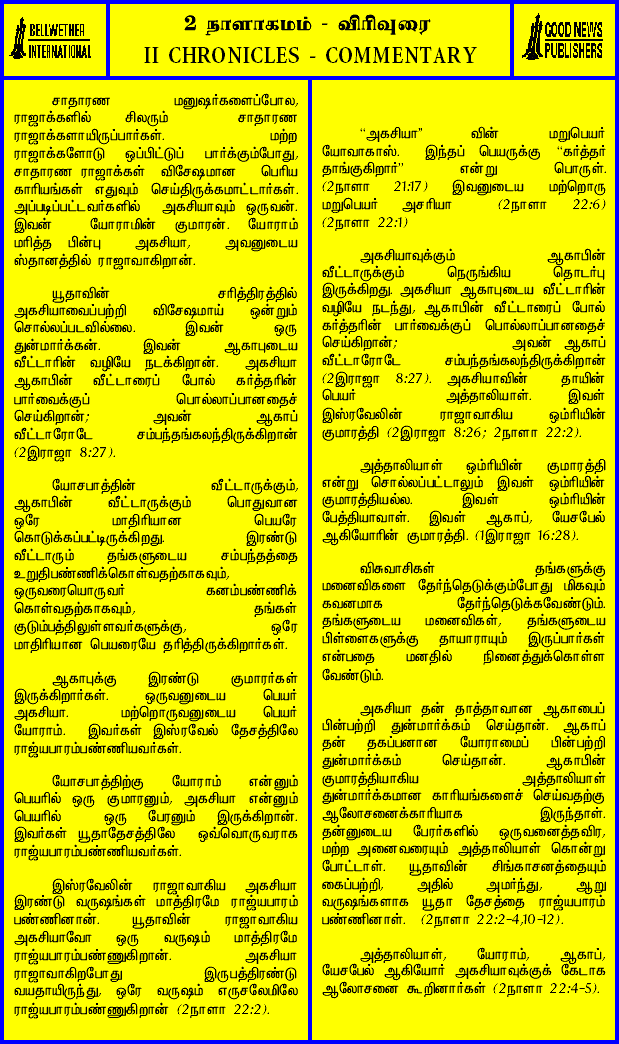 BELLWETHER
INTERNATIONAL
2 நாளாகமம் - விரிவுரை
II CHRONICLES - COMMENTARY
GOOD NEWS
PUBLISHERS
சாதாரண மனுஷர்களைப்போல,
ராஜாக்களில் சிலரும் சாதாரண
ராஜாக்களாயிருப்பார்கள். மற்ற
ராஜாக்களோடு ஒப்பிட்டுப் பார்க்கும்போது,
சாதாரண ராஜாக்கள் விசேஷமான பெரிய
காரியங்கள் எதுவும் செய்திருக்கமாட்டார்கள்.
அப்படிப்பட்டவர்களில் அகசியாவும் ஒருவன்.
இவன் யோராமின் குமாரன். யோராம்
மரித்த பின்பு அகசியா, அவனுடைய
ஸ்தானத்தில் ராஜாவாகிறான்.
யூதாவின் சரித்திரத்தில்
அகசியாவைப்பற்றி விசேஷமாய் ஒன்றும்
சொல்லப்படவில்லை. இவன் ஒரு
துன்மார்க்கன். இவன் ஆகாபுடைய
வீட்டாரின் வழியே நடக்கிறான். அகசியா
ஆகாபின் வீட்டாரைப் போல் கர்த்தரின்
பார்வைக்குப் பொல்லாப்பானதைச்
செய்கிறான்; அவன் ஆகாப்
வீட்டாரோடே சம்பந்தங்கலந்திருக்கிறான்
(2இராஜா 8:27).
யோசபாத்தின் வீட்டாருக்கும்,
ஆகாபின் வீட்டாருக்கும் பொதுவான
ஒரே மாதிரியான பெயரே
கொடுக்கப்பட்டிருக்கிறது. இரண்டு
வீட்டாரும் தங்களுடைய சம்பந்தத்தை
உறுதிபண்ணிக்கொள்வதற்காகவும்,
ஒருவரையொருவர் கனம்பண்ணிக்
கொள்வதற்காகவும், தங்கள்
குடும்பத்திலுள்ளவர்களுக்கு, ஒரே
மாதிரியான பெயரையே தரித்திருக்கிறார்கள்.
ஆகாபுக்கு இரண்டு குமாரர்கள்
இருக்கிறார்கள். ஒருவனுடைய பெயர்
அகசியா. மற்றொருவனுடைய பெயர்
யோராம். இவர்கள் இஸ்ரவேல் தேசத்திலே
ராஜ்யபாரம்பண்ணியவர்கள்.
யோசபாத்திற்கு யோராம் என்னும்
பெயரில் ஒரு குமாரனும், அகசியா என்னும்
பெயரில் ஒரு பேரனும் இருக்கிறான்.
இவர்கள் யூதாதேசத்திலே ஒவ்வொருவராக
ராஜ்யபாரம்பண்ணியவர்கள்.
இஸ்ரவேலின் ராஜாவாகிய அகசியா
இரண்டு வருஷங்கள் மாத்திரமே ராஜ்யபாரம்
பண்ணினான். யூதாவின் ராஜாவாகிய
அகசியாவோ ஒரு வருஷம் மாத்திரமே
ராஜ்யபாரம்பண்ணுகிறான். அகசியா
ராஜாவாகிறபோது இருபத்திரண்டு
வயதாயிருந்து, ஒரே வருஷம் எருசலேமிலே
ராஜ்யபாரம்பண்ணுகிறான் (2நாளா 22:2).
“அகசியா” வின் மறுபெயர்
யோவாகாஸ். இந்தப் பெயருக்கு “கர்த்தர்
தாங்குகிறார்” என்று பொருள்.
(2நாளா 21:17) இவனுடைய மற்றொரு
மறுபெயர் அசரியா (2நாளா 22:6)
(2நாளா 22:1)
அகசியாவுக்கும் ஆகாபின்
வீட்டாருக்கும் நெருங்கிய தொடர்பு
இருக்கிறது. அகசியா ஆகாபுடைய வீட்டாரின்
வழியே நடந்து, ஆகாபின் வீட்டாரைப் போல்
கர்த்தரின் பார்வைக்குப் பொல்லாப்பானதைச்
செய்கிறான்; அவன் ஆகாப்
வீட்டாரோடே சம்பந்தங்கலந்திருக்கிறான்
(2இராஜா 8:27). அகசியாவின் தாயின்
பெயர் அத்தாலியாள். இவள்
இஸ்ரவேலின் ராஜாவாகிய ஒம்ரியின்
குமாரத்தி (2இராஜா 8:26; 2நாளா 22:2).
அத்தாலியாள் ஒம்ரியின் குமாரத்தி
என்று சொல்லப்பட்டாலும் இவள் ஒம்ரியின்
குமாரத்தியல்ல. இவள் ஒம்ரியின்
பேத்தியாவாள். இவள் ஆகாப், யேசபேல்
ஆகியோரின் குமாரத்தி. (1இராஜா 16:28).
விசுவாசிகள் தங்களுக்கு
மனைவிகளை தேர்ந்தெடுக்கும்போது மிகவும்
கவனமாக தேர்ந்தெடுக்கவேண்டும்.
தங்களுடைய மனைவிகள், தங்களுடைய
பிள்ளைகளுக்கு தாயாராயும் இருப்பார்கள்
என்பதை மனதில் நினைத்துக்கொள்ள
வேண்டும்.
அகசியா தன் தாத்தாவான ஆகாபைப்
பின்பற்றி துன்மார்க்கம் செய்தான். ஆகாப்
தன் தகப்பனான யோராமைப் பின்பற்றி
துன்மார்க்கம் செய்தான். ஆகாபின்
குமாரத்தியாகிய அத்தாலியாள்
துன்மார்க்கமான காரியங்களைச் செய்வதற்கு
ஆலோசனைக்காரியாக இருந்தாள்.
தன்னுடைய பேரர்களில் ஒருவனைத்தவிர,
மற்ற அனைவரையும் அத்தாலியாள் கொன்று
போட்டாள். யூதாவின் சிங்காசனத்தையும்
கைப்பற்றி, அதில் அமர்ந்து, ஆறு
வருஷங்களாக யூதா தேசத்தை ராஜ்யபாரம்
பண்ணினாள். (2நாளா 22:2-4,10-12).
அத்தாலியாள், யோராம், ஆகாப்,
யேசபேல் ஆகியோர் அகசியாவுக்குக் கேடாக
ஆலோசனை கூறினார்கள் (2நாளா 22:4-5).